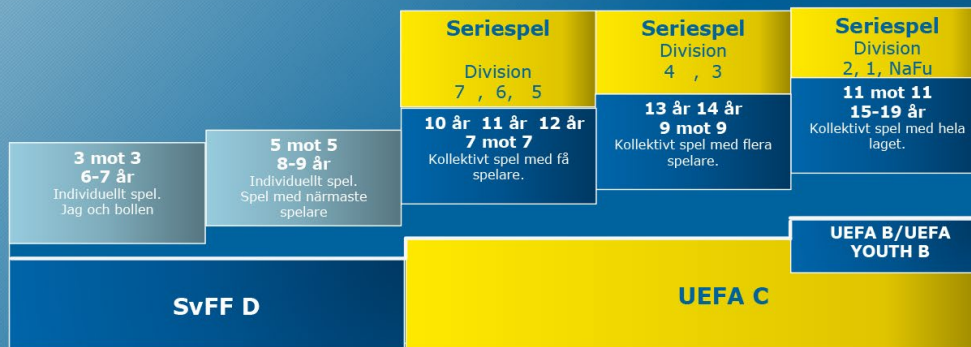 3 mot 3
6-7 år
Individuellt spel.
Jag och bollen
5 mot 5
8-9 år
Individuellt spel.
Spel med närmaste
spelare
Seriespel
Division
7 , 6, 5
10 år 11 år 12 år
7 mot 7
Kollektivt spel med få
spelare.
Seriespel
Division
4 , 3
13 år 14 år
9 mot 9
Kollektivt spel med flera
spelare.
Seriespel
Division
2, 1, NaFu
11 mot 11
15-19 år
Kollektivt spel med hela
laget.
SvFF D
UEFA C
UEFA B/UEFA
YOUTH B